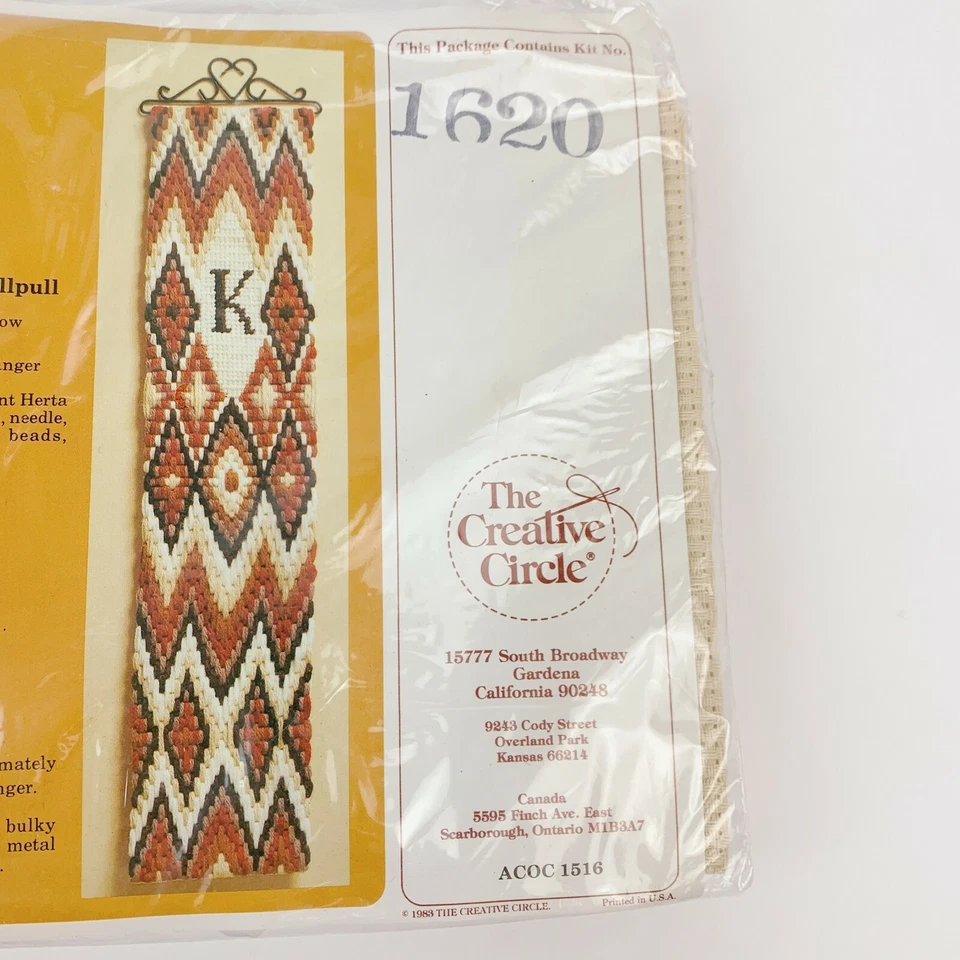 llpull
ow
nger
nt Herta
, needle,
beads,
.
mately
nger.
bulky
metal
.
K
This Package Contains Kit No.
1620
The
Creative
Circle®
15777 South Broadway
Gardena
California 90248
9243 Cody Street
Overland Park
Kansas 66214
Canada
5595 Finch Ave. East
Scarborough, Ontario M1B3A7
ACOC 1516
© 1983 THE CREATIVE CIRCLE.
Printed in U.S.A.